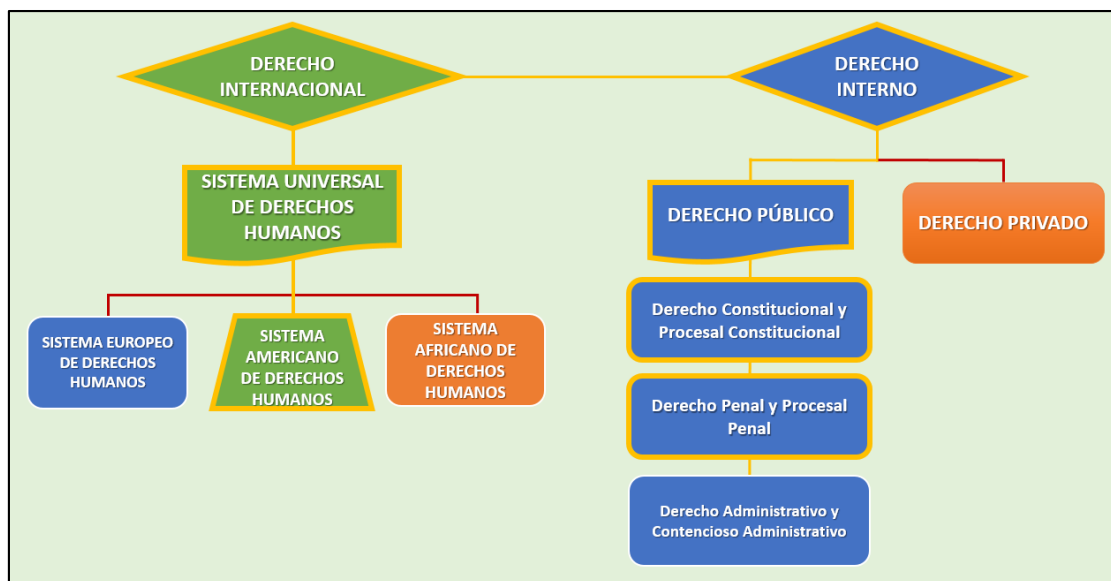 DERECHO
INTERNACIONAL
DERECHO
INTERNO
SISTEMA UNIVERSAL
DE DERECHOS
HUMANOS
DERECHO PÚBLICO
DERECHO PRIVADO
SISTEMA EUROPEO
DE DERECHOS
HUMANOS
SISTEMA
AMERICANO
DE DERECHOS
HUMANOS
SISTEMA
AFRICANO DE
DERECHOS
HUMANOS
Derecho Constitucional y
Procesal Constitucional
Derecho Penal y Procesal
Penal
Derecho Administrativo y
Contencioso Administrativo